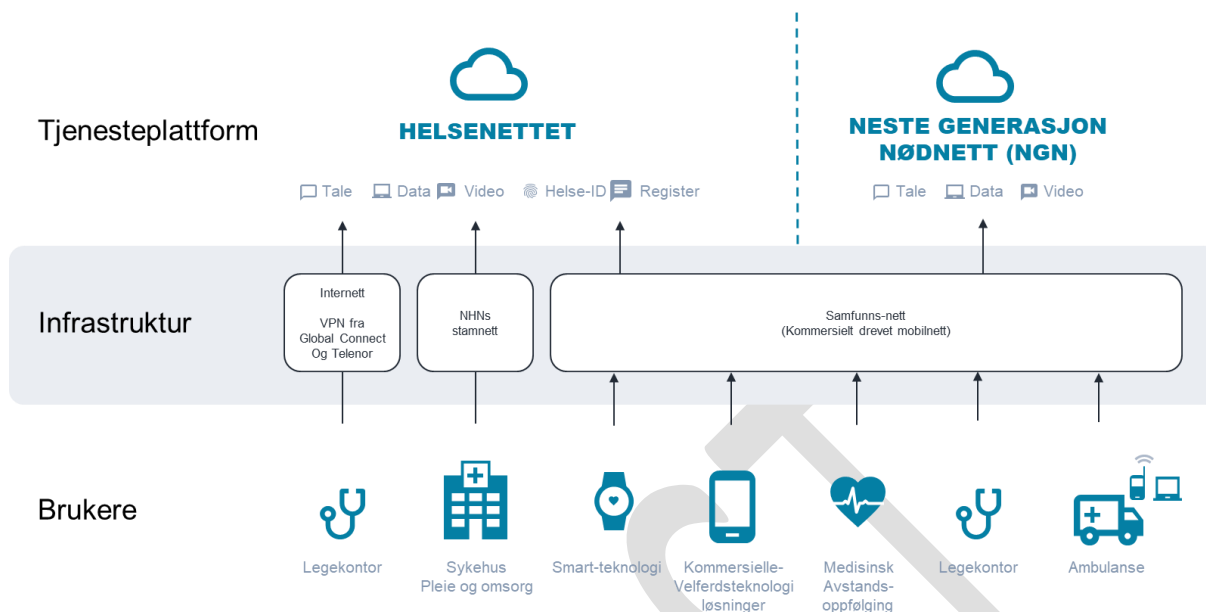 Tjenesteplattform
HELSENETTET
NESTE GENERASJON
NØDNETT (NGN)
Tale Data Video Helse-ID Register
Tale Data Video
Infrastruktur
Internett
VPN fra
Global Connect
Og Telenor
NHNs
stamnett
Samfunns-nett
(Kommersielt drevet mobilnett)
Brukere
Legekontor
Sykehus
Pleie og omsorg
Smart-teknologi
Kommersielle-
Velferdsteknologi
løsninger
Medisinsk
Avstands-
oppfølging
Legekontor
Ambulanse